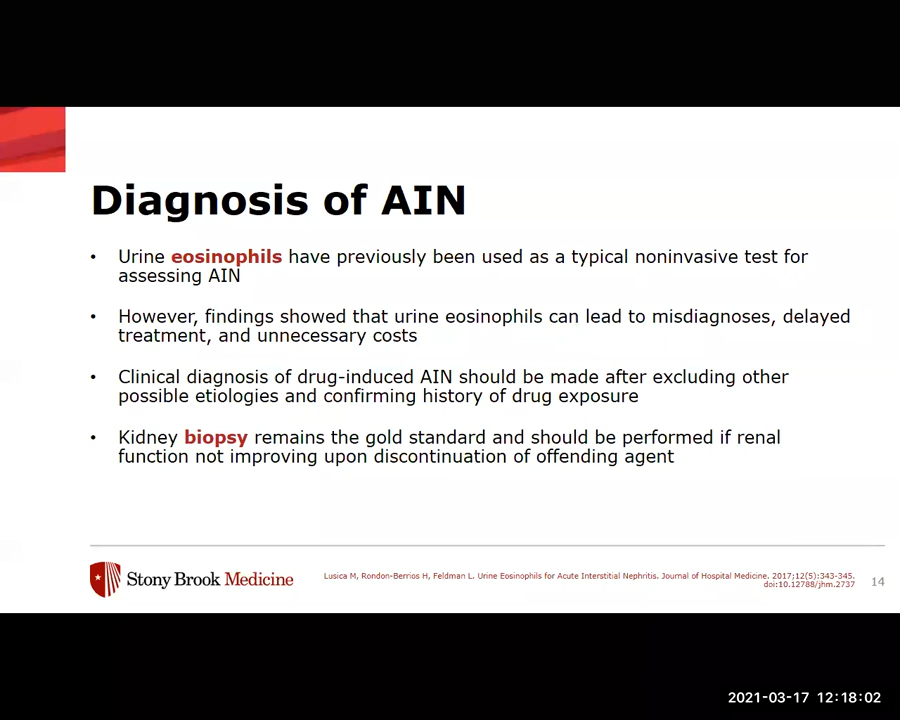 Diagnosis of AIN
• Urine eosinophils have previously been used as a typical noninvasive test for
assessing AIN
• However, findings showed that urine eosinophils can lead to misdiagnoses, delayed
treatment, and unnecessary costs
• Clinical diagnosis of drug-induced AIN should be made after excluding other
possible etiologies and confirming history of drug exposure
• Kidney biopsy remains the gold standard and should be performed if renal
function not improving upon discontinuation of offending agent
Stony Brook Medicine
Lusica M, Rondon-Berrios H, Feldman L. Urine Eosinophils for Acute Interstitial Nephritis. Journal of Hospital Medicine. 2017;12(5):343-345.
doi:10.12788/jhm.2737
14
2021-03-17 12:18:02